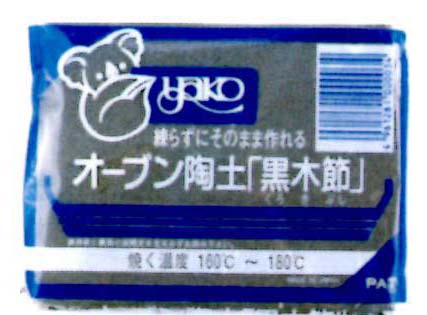 yako
練らずにそのまま作れる
オーブン陶土「黒木節」
くろきぶし
焼く温度 160℃ ～ 180℃